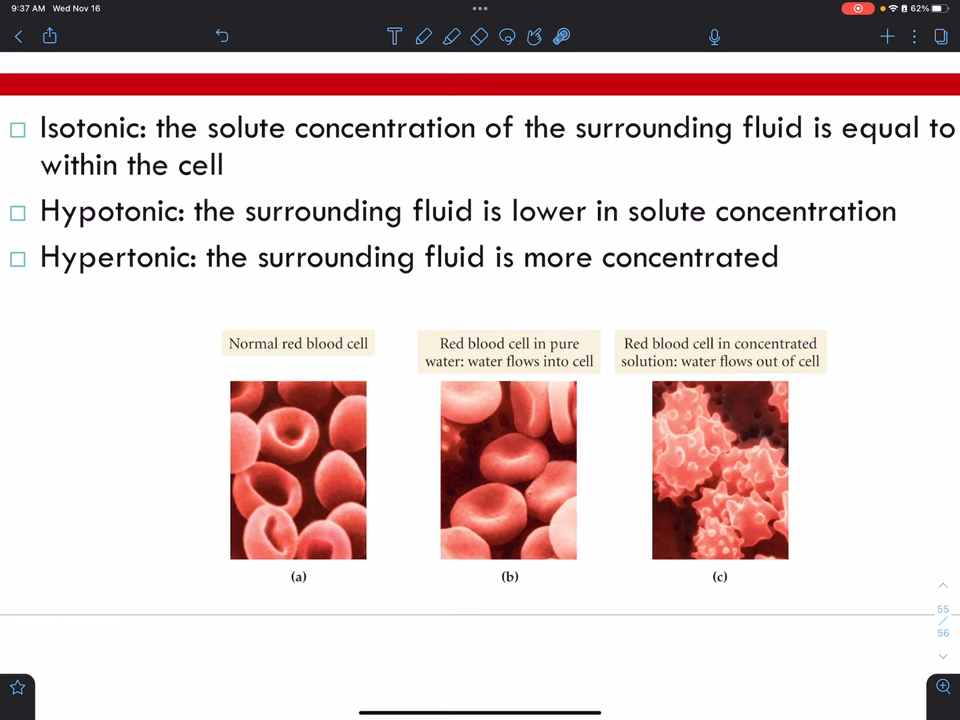 9:37 AM Wed Nov 16
62%
Isotonic: the solute concentration of the surrounding fluid is equal to
within the cell
Hypotonic: the surrounding fluid is lower in solute concentration
Hypertonic: the surrounding fluid is more concentrated
Normal red blood cell
Red blood cell in pure
water: water flows into cell
Red blood cell in concentrated
solution: water flows out of cell
(a)
(b)
(c)
55
/
56